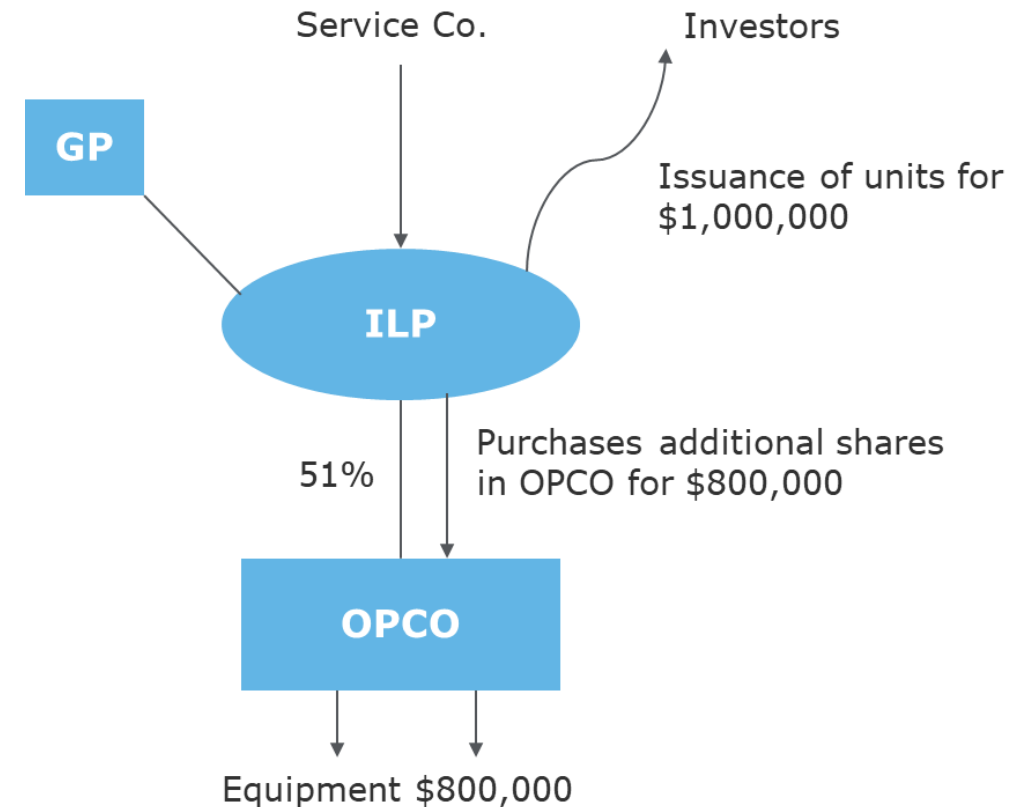 Service Co.
Investors
GP
Issuance of units for
$1,000,000
ILP
Purchases additional shares
in OPCO for $800,000
51%
OPCO
Equipment $800,000